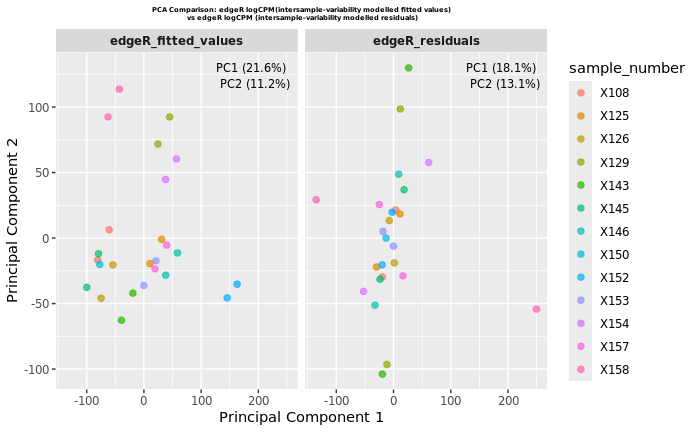 PCA Comparison: edgeR logCPM(intersample-variability modelled fitted values)
vs edgeR logCPM (intersample-variability modelled residuals)
edgeR_fitted_values
edgeR_residuals
PC1 (21.6%)
PC2 (11.2%)
PC1 (18.1%)
PC2 (13.1%)
Principal Component 2
100
50
0
-50
-100
-100 0 100 200
-100 0 100 200
Principal Component 1
sample_number
X108
X125
X126
X129
X143
X145
X146
X150
X152
X153
X154
X157
X158